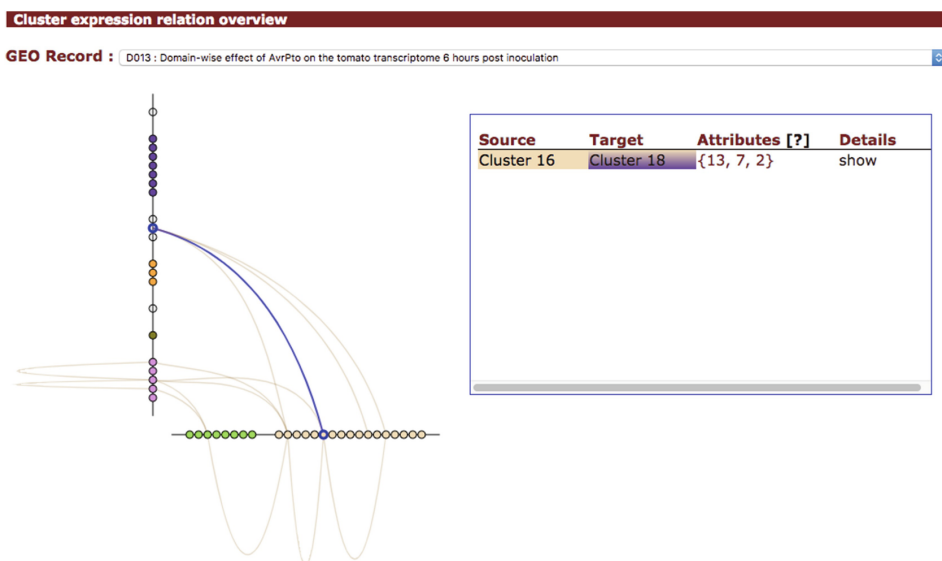 Cluster expression relation overview
GEO Record : D013 : Domain-wise effect of AvrPto on the tomato transcriptome 6 hours post inoculation
Source Target Attributes [?] Details
Cluster 16 Cluster 18 {13, 7, 2} show